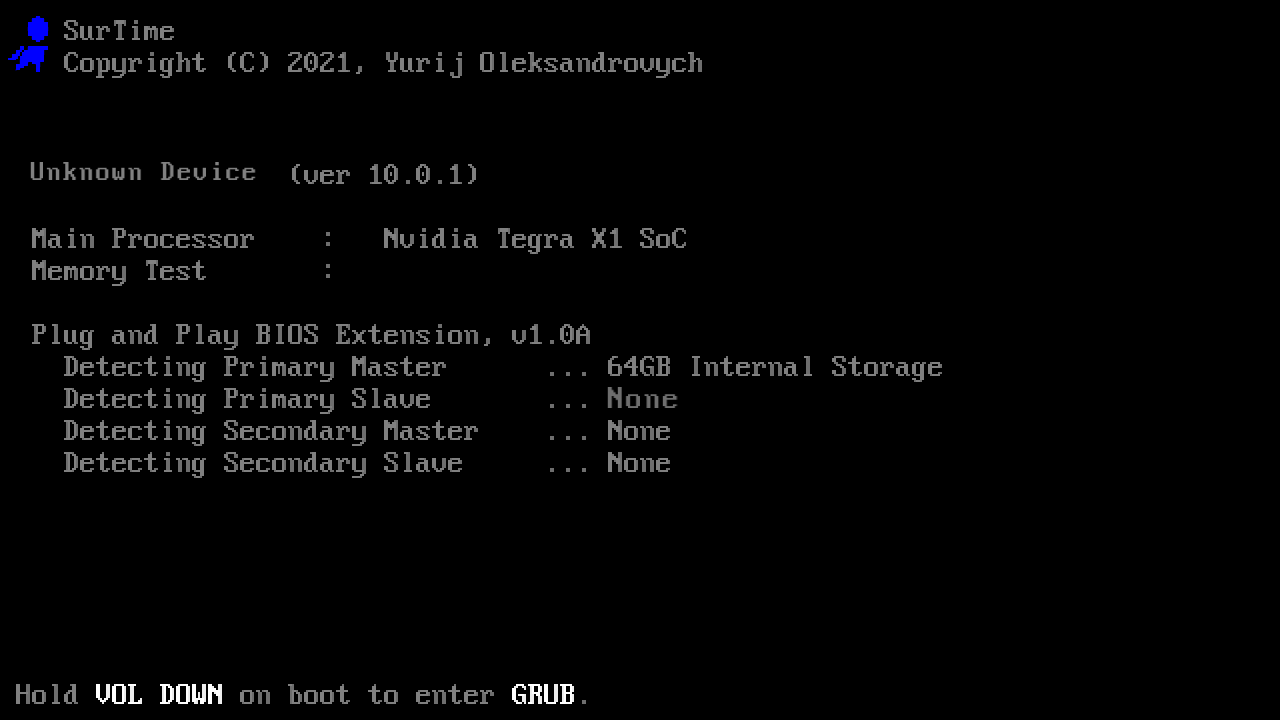 SurTime
Copyright (C) 2021, Yurij Oleksandrovych
Unknown Device (ver 10.0.1)
Main Processor : Nvidia Tegra X1 SoC
Memory Test :
Plug and Play BIOS Extension, v1.0A
Detecting Primary Master ... 64GB Internal Storage
Detecting Primary Slave ... None
Detecting Secondary Master ... None
Detecting Secondary Slave ... None
Hold VOL DOWN on boot to enter GRUB.